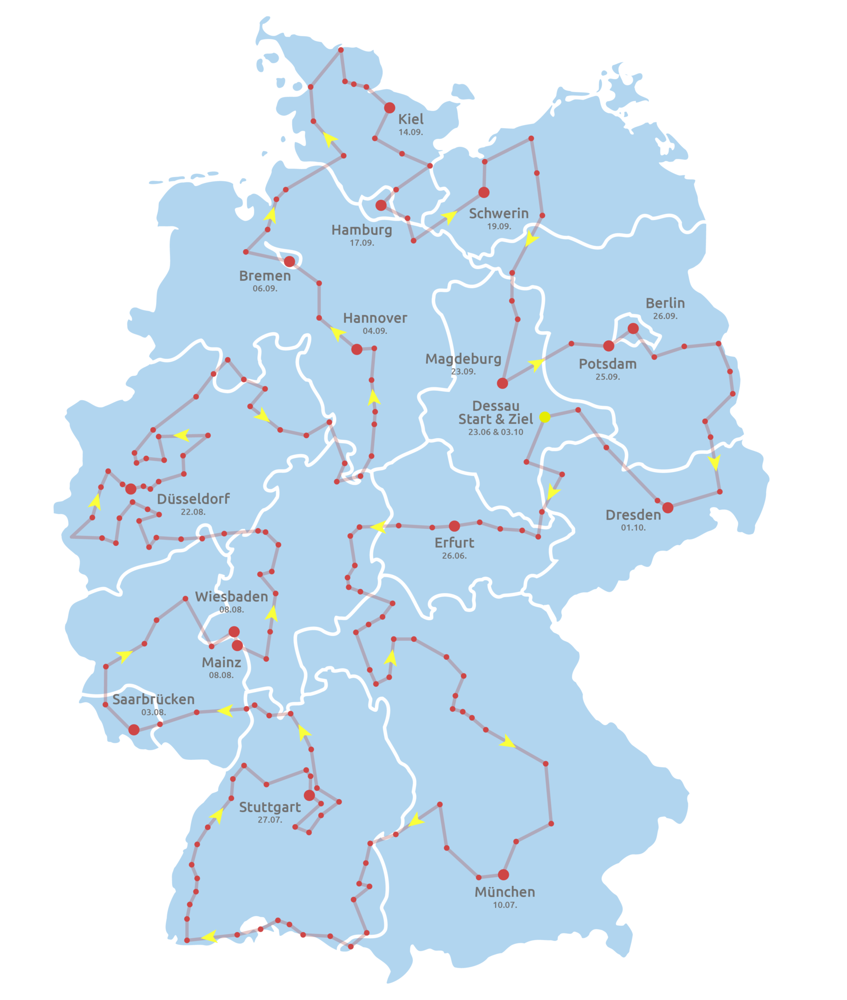 Kiel
14.09.
Schwerin
19.09.
Hamburg
17.09.
Bremen
06.09.
Berlin
26.09.
Hannover
04.09.
Magdeburg
23.09.
Potsdam
25.09.
Dessau
Start & Ziel
23.06 & 03.10
Düsseldorf
22.08.
Dresden
01.10.
Erfurt
26.06.
Wiesbaden
08.08.
Mainz
08.08.
Saarbrücken
03.08.
Stuttgart
27.07.
München
10.07.